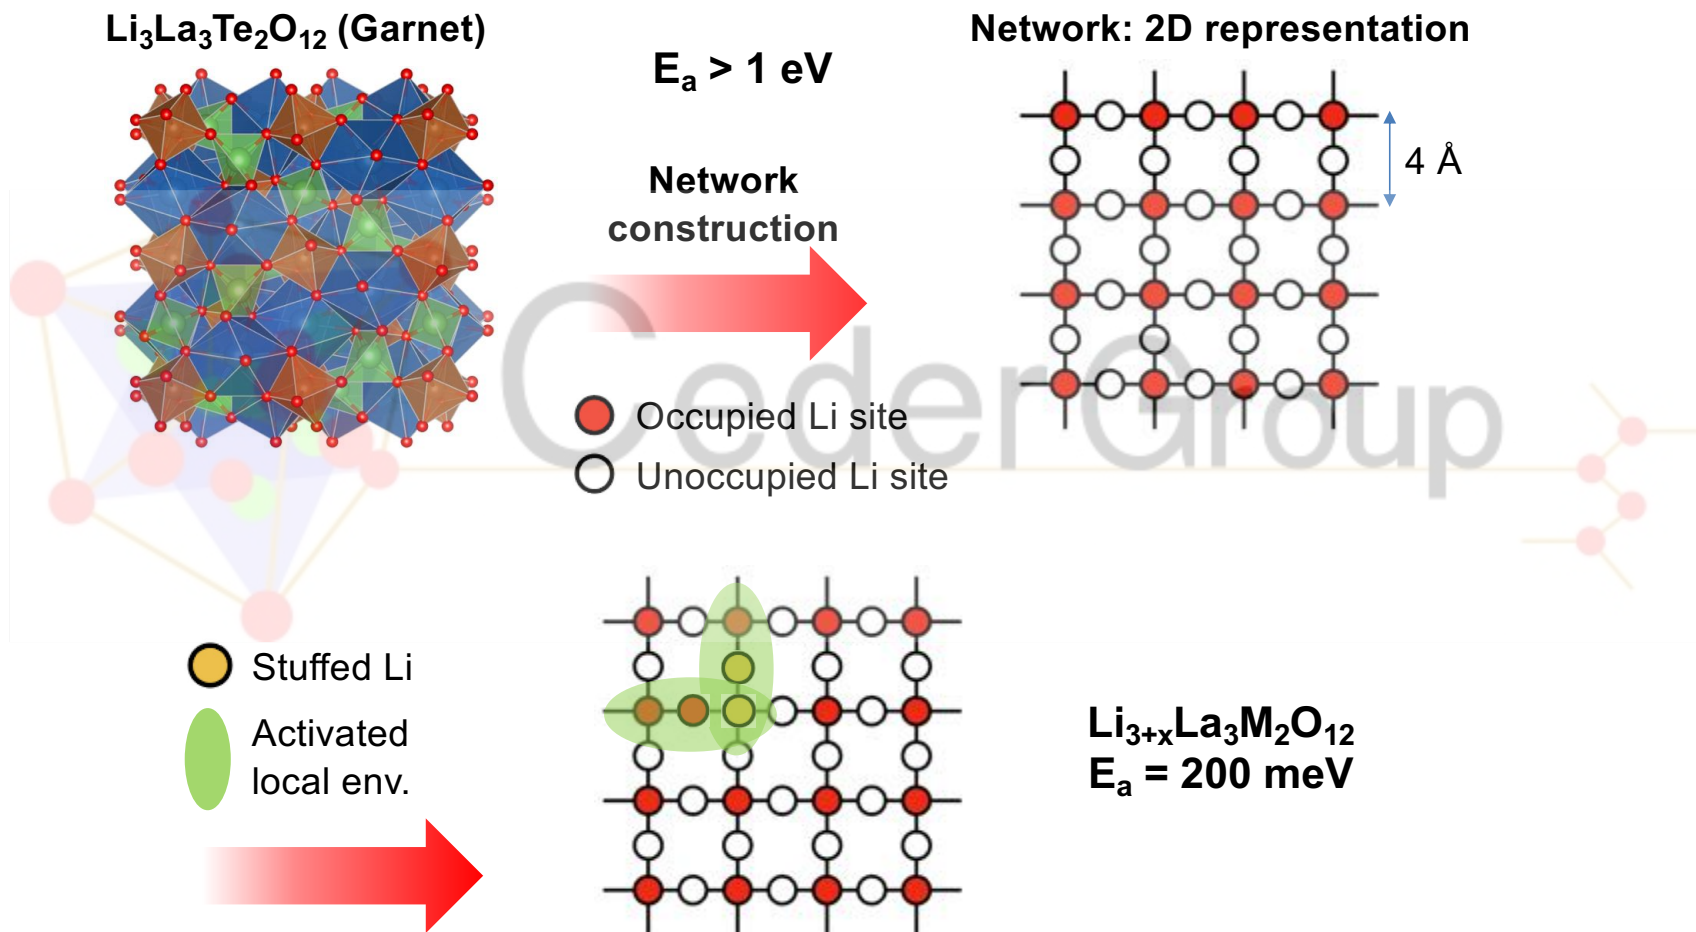 Li₃La₃Te₂O₁₂ (Garnet)
Eₐ > 1 eV
Network: 2D representation
4 Å
Network
construction
CederGroup
Occupied Li site
Unoccupied Li site
Stuffed Li
Activated
local env.
Li₃₊ₓLa₃M₂O₁₂
Eₐ = 200 meV